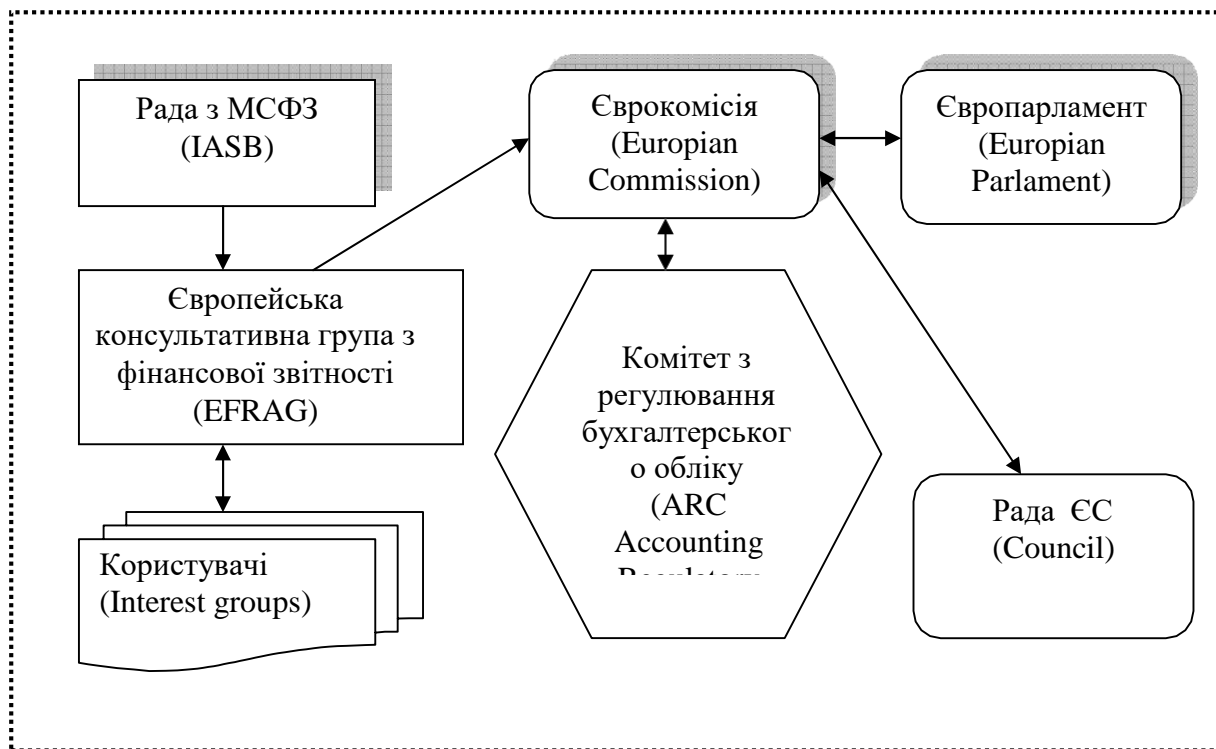 Рада з МСФЗ
(IASB)
Єврокомісія
(Europian
Commission)
Європарламент
(Europian
Parlament)
Європейська
консультативна група з
фінансової звітності
(EFRAG)
Комітет з
регулювання
бухгалтерськог
о обліку
(ARC
Accounting
Рада ЄС
(Council)
Користувачі
(Interest groups)